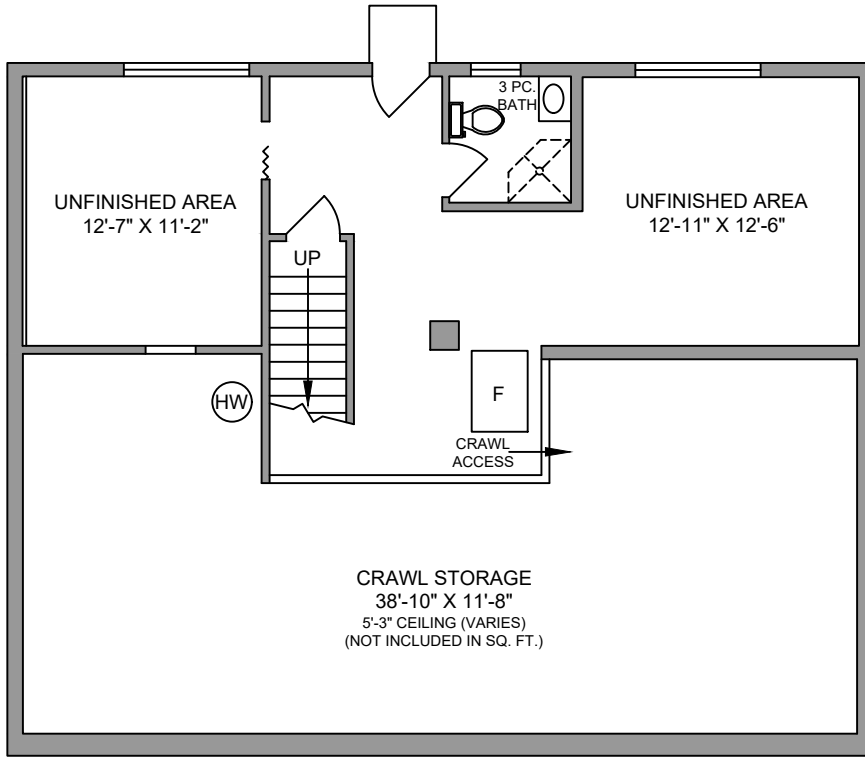 3 PC.
BATH
UNFINISHED AREA
12'-7" X 11'-2"
UNFINISHED AREA
12'-11" X 12'-6"
UP
HW
F
CRAWL
ACCESS
CRAWL STORAGE
38'-10" X 11'-8"
5'-3" CEILING (VARIES)
(NOT INCLUDED IN SQ. FT.)